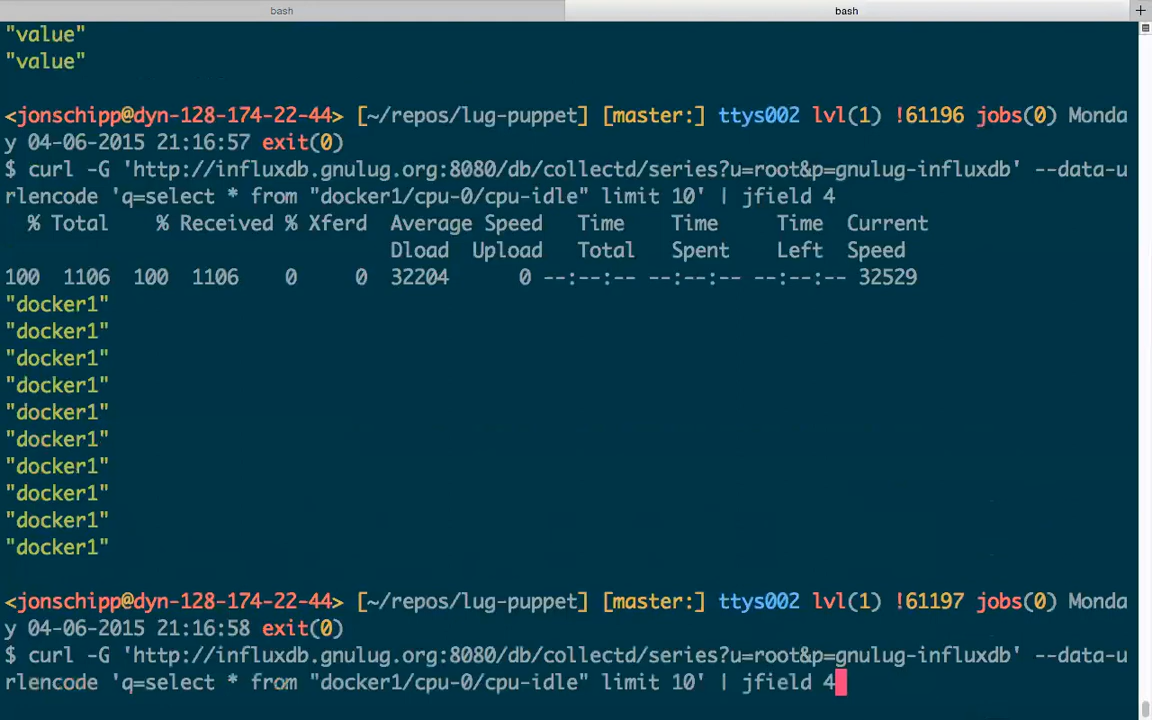 bash
bash
"value"
"value"
<jonschipp@dyn-128-174-22-44> [~/repos/lug-puppet] [master:] ttys002 lvl(1) !61196 jobs(0) Monda
y 04-06-2015 21:16:57 exit(0)
$ curl -G 'http://influxdb.gnulug.org:8080/db/collectd/series?u=root&p=gnulug-influxdb' --data-u
rlencode 'q=select * from "docker1/cpu-0/cpu-idle" limit 10' | jfield 4
% Total % Received % Xferd Average Speed Time Time Time Current
Dload Upload Total Spent Left Speed
100 1106 100 1106 0 0 32204 0 --:--:-- --:--:-- --:--:-- 32529
"docker1"
"docker1"
"docker1"
"docker1"
"docker1"
"docker1"
"docker1"
"docker1"
"docker1"
"docker1"
<jonschipp@dyn-128-174-22-44> [~/repos/lug-puppet] [master:] ttys002 lvl(1) !61197 jobs(0) Monda
y 04-06-2015 21:16:58 exit(0)
$ curl -G 'http://influxdb.gnulug.org:8080/db/collectd/series?u=root&p=gnulug-influxdb' --data-u
rlencode 'q=select * from "docker1/cpu-0/cpu-idle" limit 10' | jfield 4